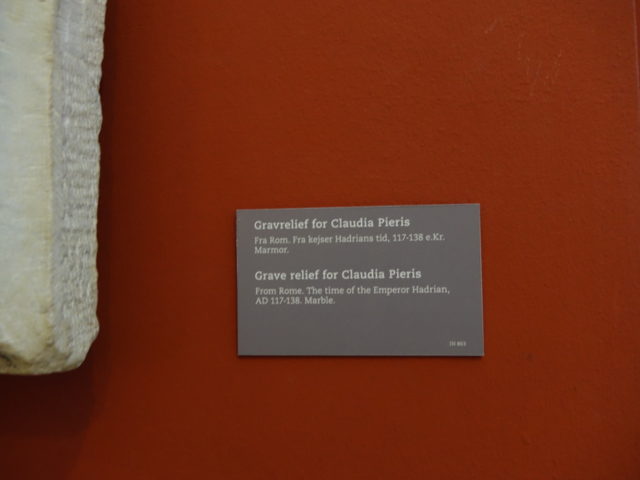 Gravrelief for Claudia Pieris
Fra Rom. Fra kejser Hadrians tid, 117-138 e.Kr.
Marmor.
Grave relief for Claudia Pieris
From Rome. The time of the Emperor Hadrian,
AD 117-138. Marble.